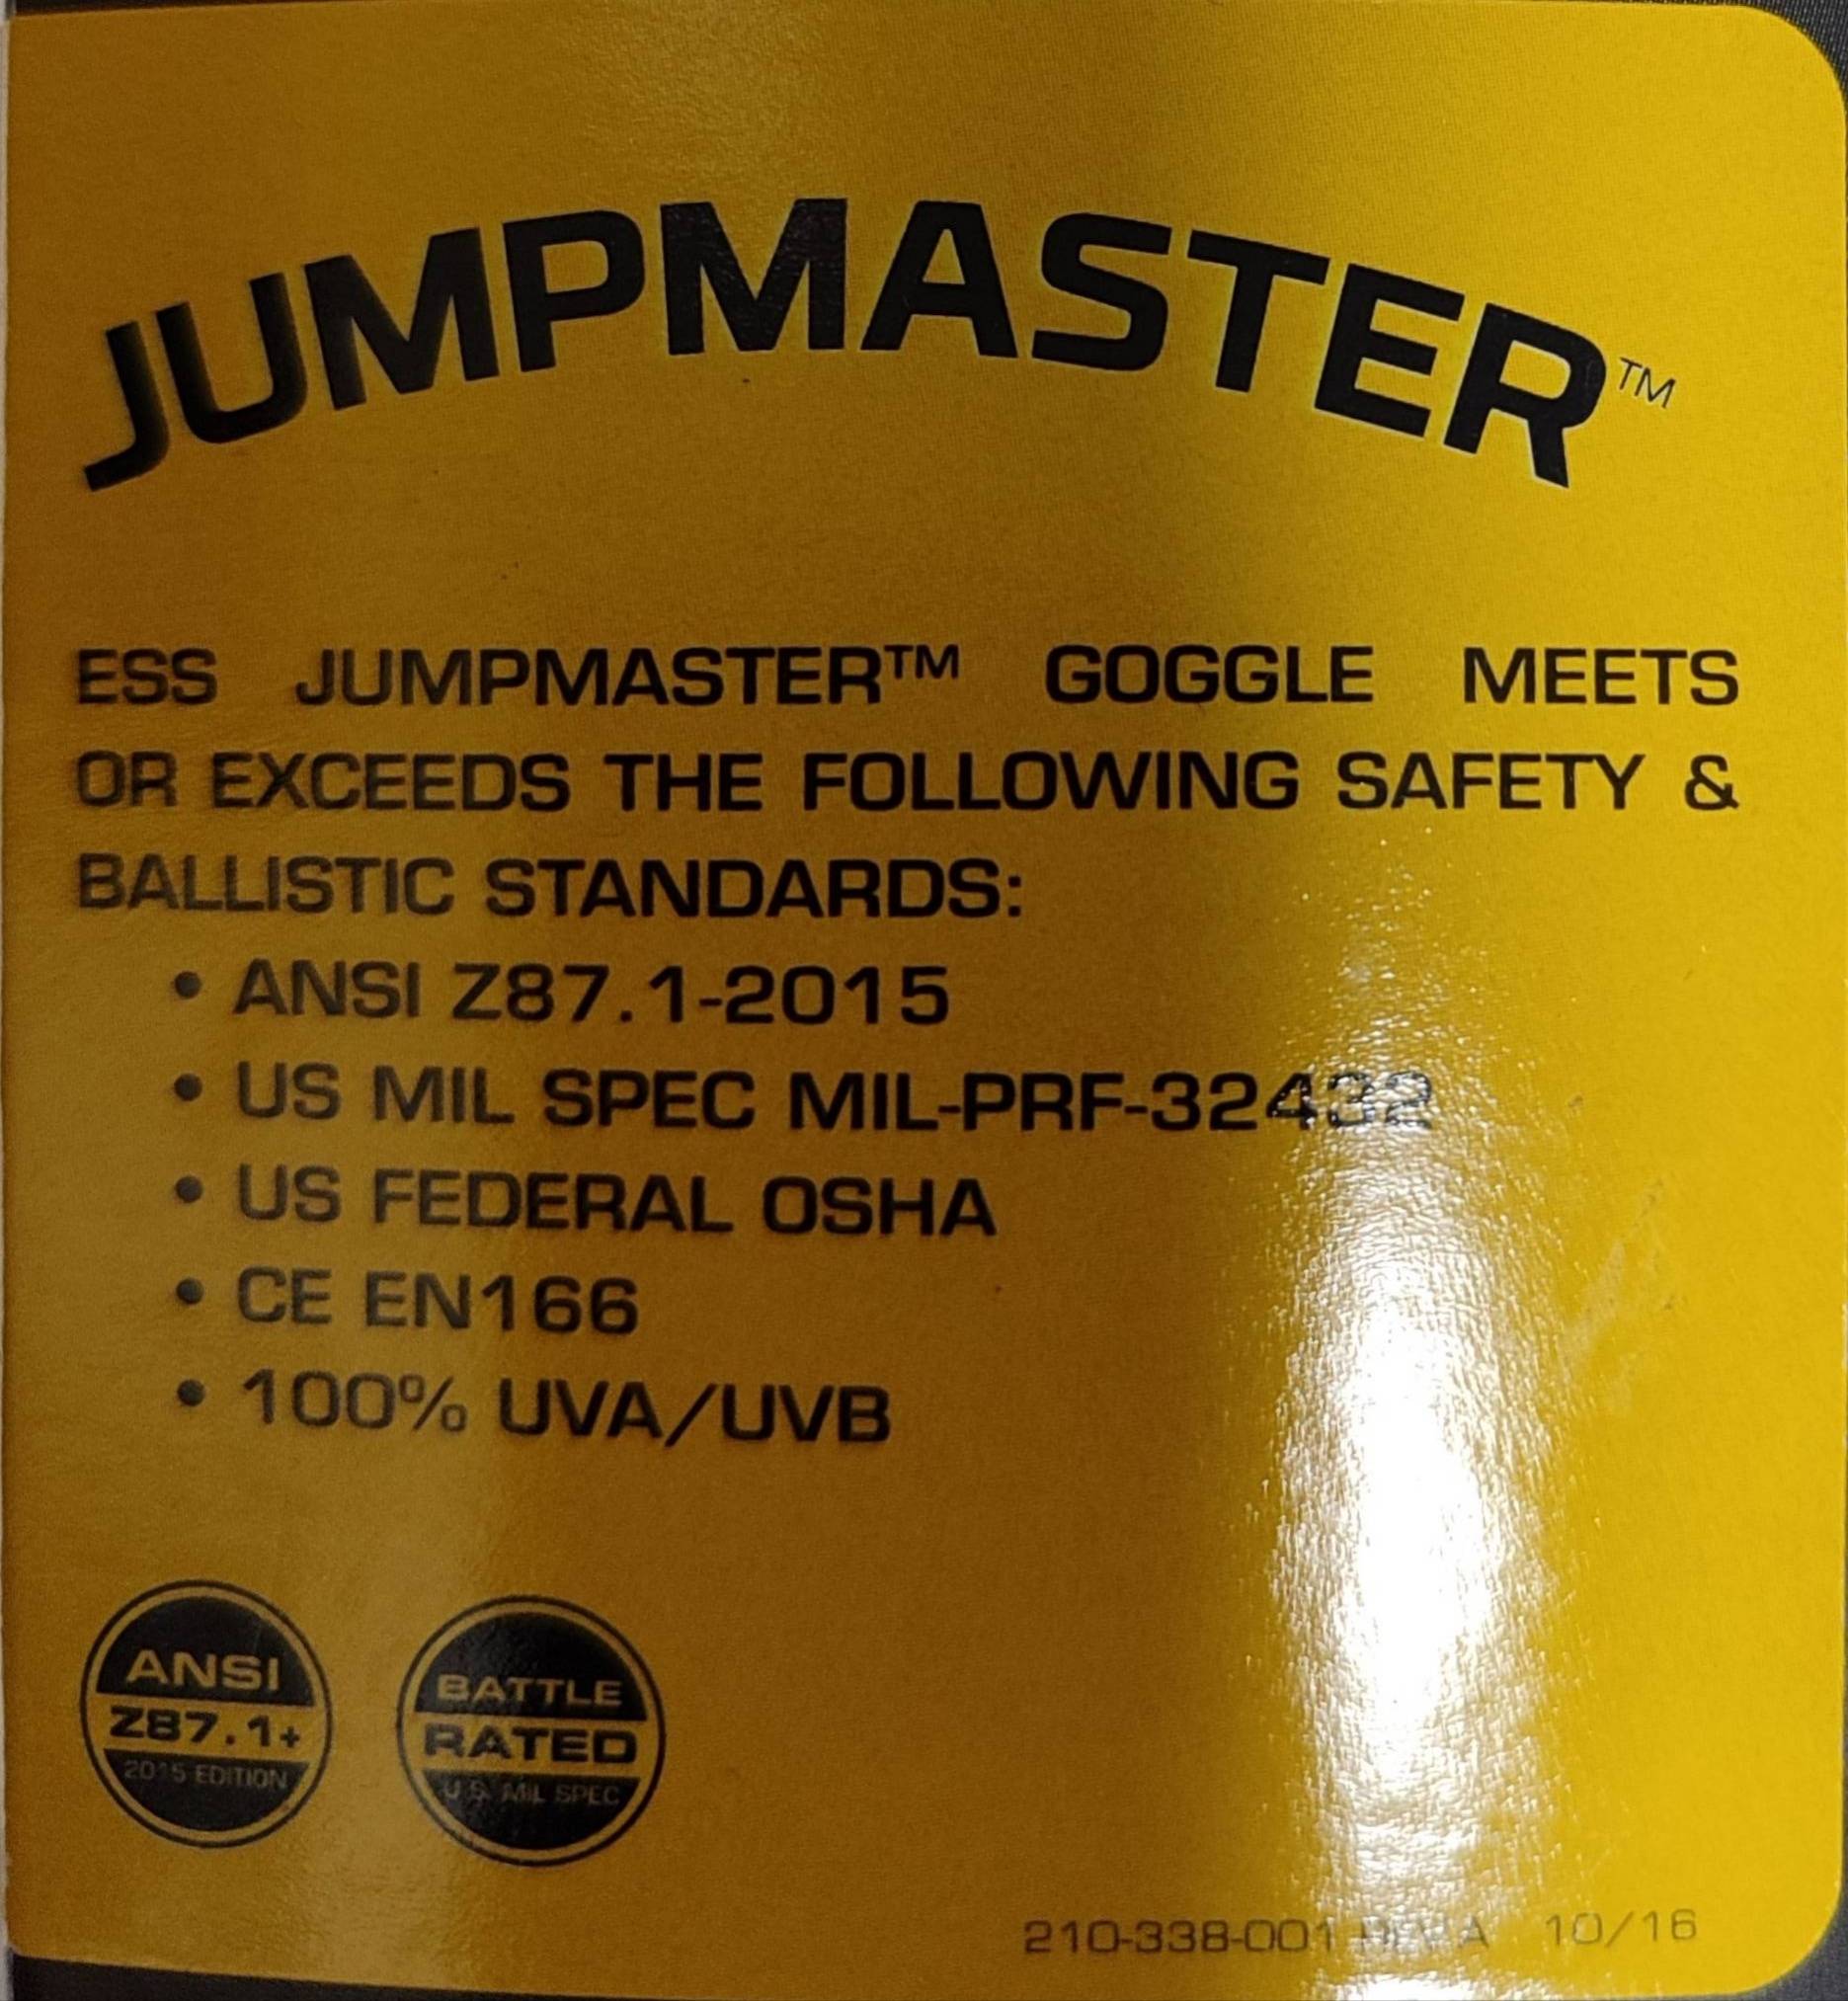 JUMPMASTER™
ESS JUMPMASTER™ GOGGLE MEETS
OR EXCEEDS THE FOLLOWING SAFETY &
BALLISTIC STANDARDS:
• ANSI Z87.1-2015
• US MIL SPEC MIL-PRF-32432
• US FEDERAL OSHA
• CE EN166
• 100% UVA/UVB
ANSI
Z87.1+
2015 EDITION
BATTLE
RATED
U.S. MIL SPEC
210-338-001 A 10/16